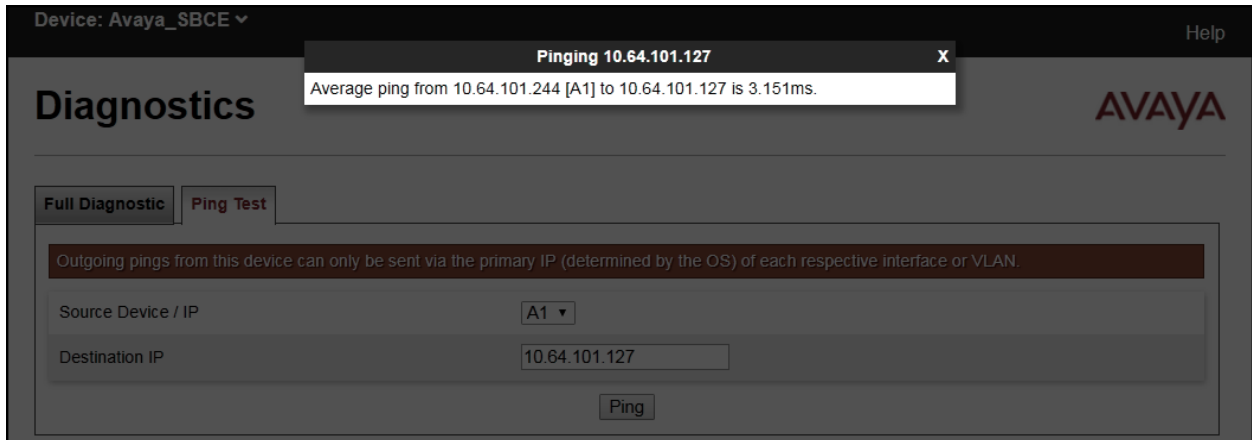 Device: Avaya_SBCE
Help
Pinging 10.64.101.127 X
Average ping from 10.64.101.244 [A1] to 10.64.101.127 is 3.151ms.
Diagnostics
AVAYA
Full Diagnostic Ping Test
Outgoing pings from this device can only be sent via the primary IP (determined by the OS) of each respective interface or VLAN.
Source Device / IP A1
Destination IP 10.64.101.127
Ping